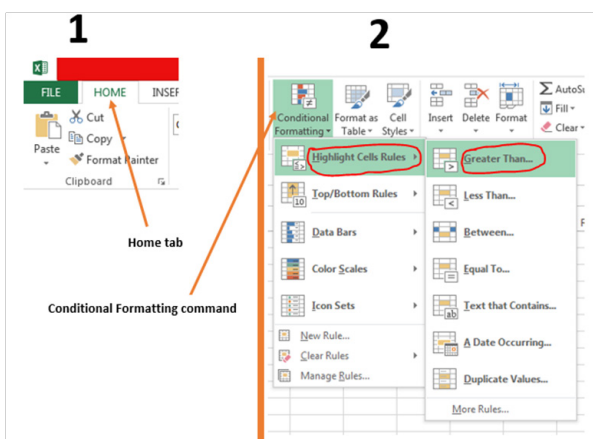 1
FILE
HOME
INSER
Cut
Copy
Format Painter
Paste
Clipboard
Home tab
Conditional Formatting command
2
Conditional
Formatting
Format as
Table
Cell
Styles
Insert
Delete
Format
AutoSu
Fill
Clear
Highlight Cells Rules
Top/Bottom Rules
10
Data Bars
Color Scales
Icon Sets
New Rule...
Clear Rules
Manage Rules...
Greater Than...
Less Than...
Between...
Equal To...
Text that Contains...
ab
A Date Occurring...
Duplicate Values...
More Rules...
F